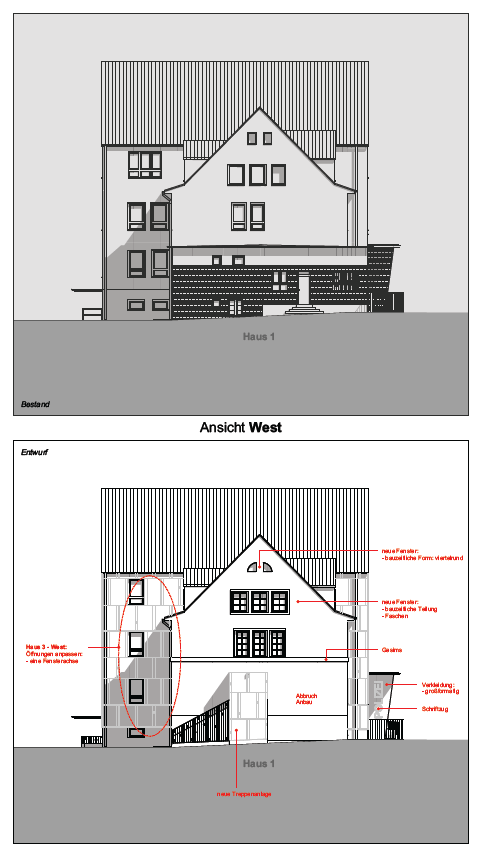 Haus 1
Bestand
Ansicht West
Entwurf
neue Fenster:
- bauzeitliche Form: viertelrund
neue Fenster:
- bauzeitliche Teilung
- Faschen
Haus 3 - West:
Öffnungen anpassen:
- eine Fensterachse
Gesims
Abbruch
Anbau
Verkleidung:
- großformatig
Schriftzug
Haus 1
neue Treppenanlage